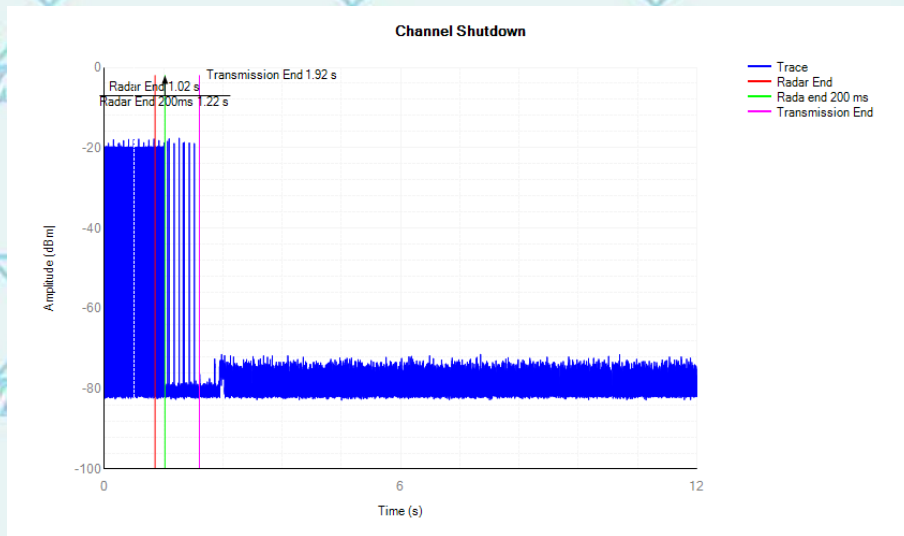 Channel Shutdown
Transmission End 1.92 s
Radar End 1.02 s
Radar End 200ms 1.22 s
Trace
Radar End
Rada end 200 ms
Transmission End
0
-20
-40
-60
-80
-100
Amplitude (dBm)
0
6
12
Time (s)